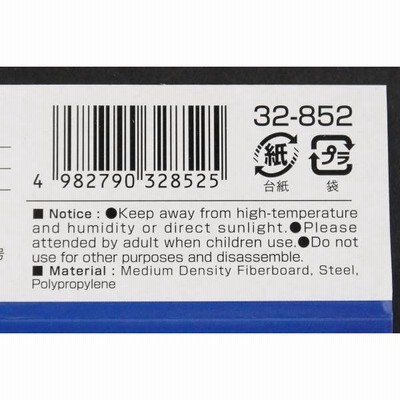 32-852
紙
プラ
台紙
袋
4 982790 328525
■ Notice : ●Keep away from high-temperature
and humidity or direct sunlight.●Please
attended by adult when children use.●Do not
use for other purposes and disassemble.
■ Material : Medium Density Fiberboard, Steel,
Polypropylene
号